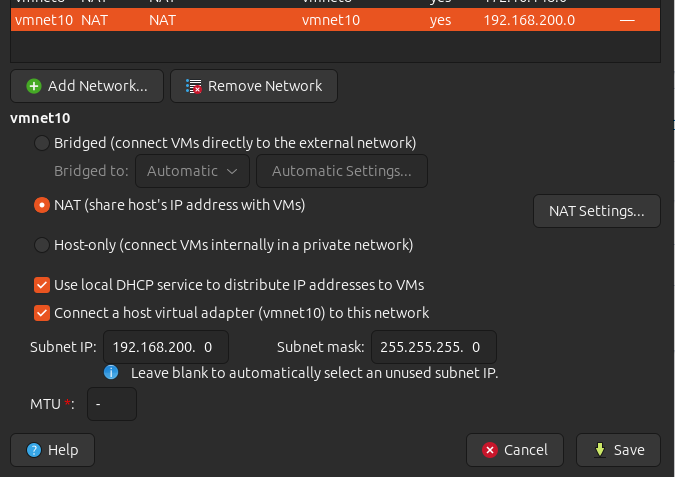 vmnet10 NAT NAT vmnet10 yes 192.168.200.0 —
Add Network... Remove Network
vmnet10
Bridged (connect VMs directly to the external network)
Bridged to: Automatic Automatic Settings...
NAT (share host's IP address with VMs) NAT Settings...
Host-only (connect VMs internally in a private network)
Use local DHCP service to distribute IP addresses to VMs
Connect a host virtual adapter (vmnet10) to this network
Subnet IP: 192.168.200. 0 Subnet mask: 255.255.255. 0
Leave blank to automatically select an unused subnet IP.
MTU *: -
Help Cancel Save